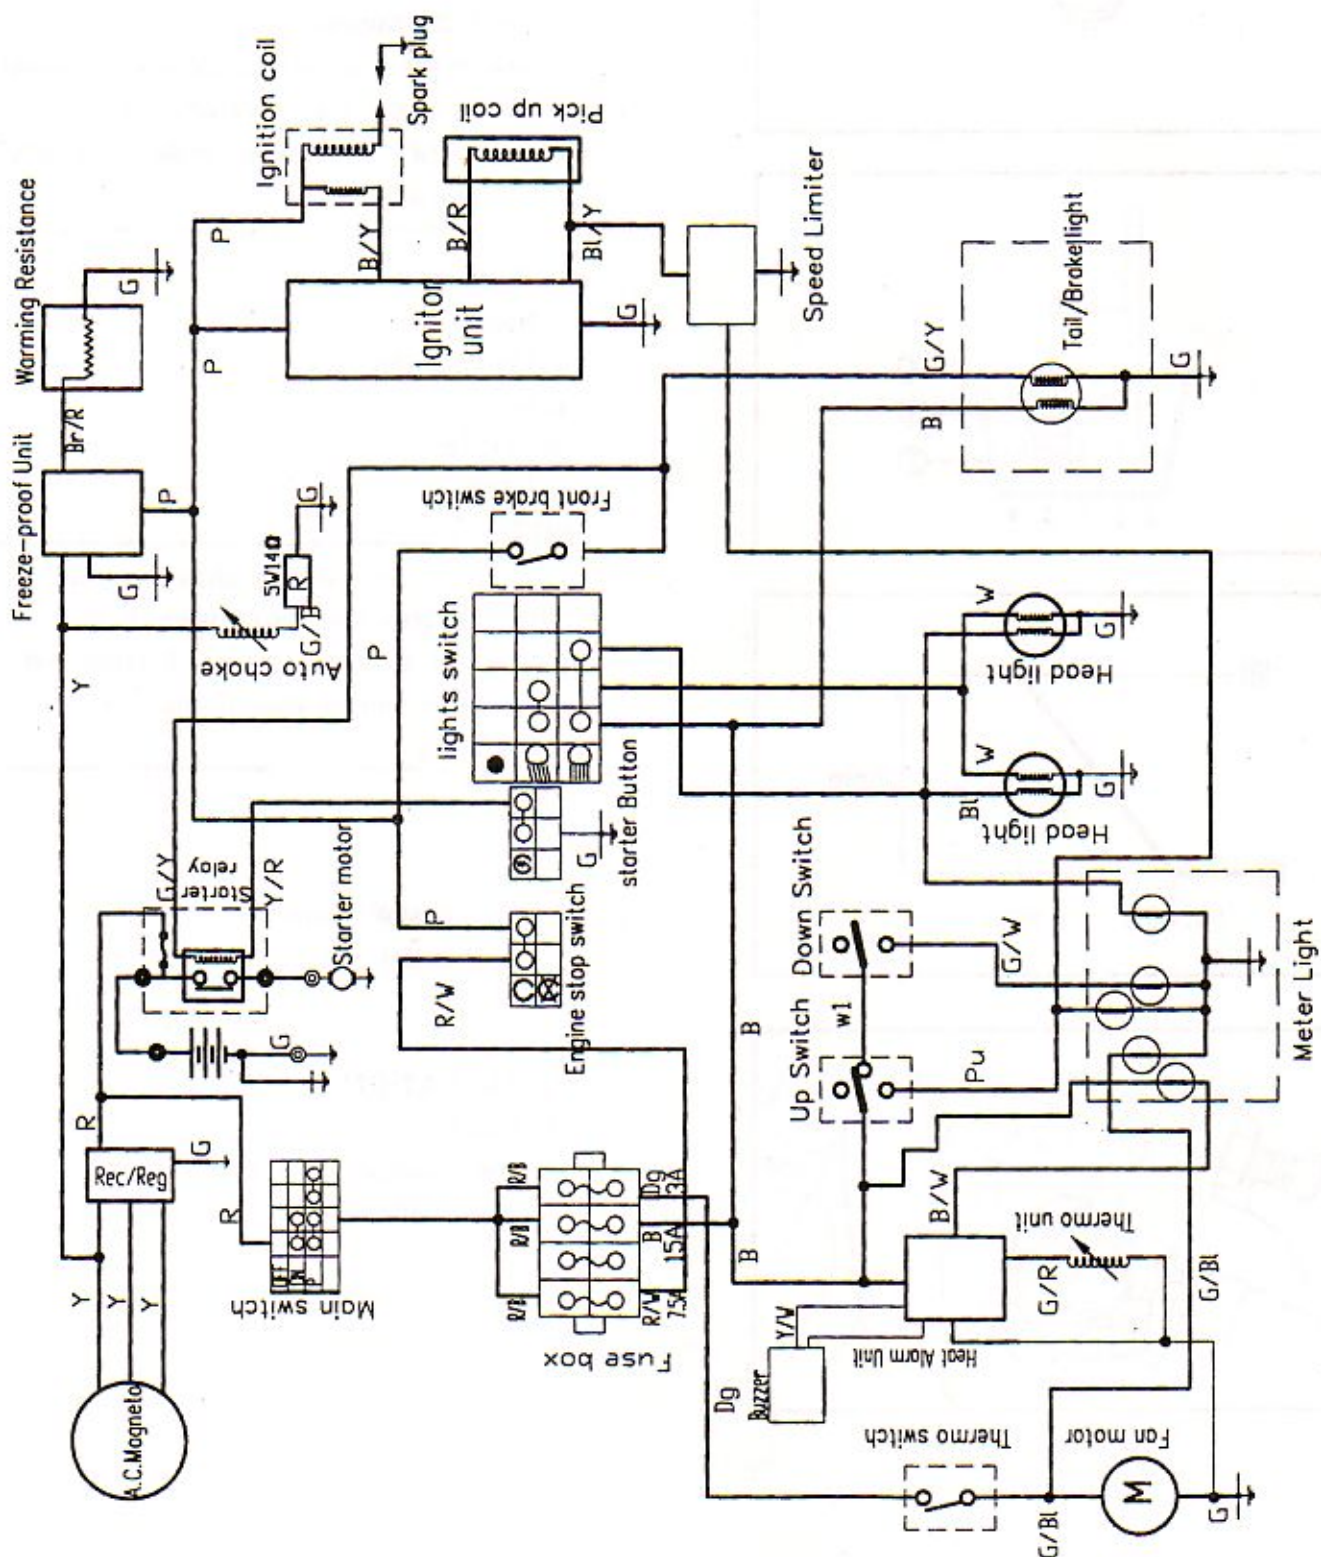 Warming Resistance
Freeze-proof Unit
Br/R
G
P
G
Y
5W14Ω
R
G
G/B
Auto choke
Ignition coil
Spark plug
P
B/Y
B/R
Pick up coil
Bl/Y
P
Ignitor unit
G
Speed Limiter
G/Y
Tail/Brake light
B
G
Front brake switch
P
lights switch
starter Button
G
G/Y
Starter relay
Y/R
Starter motor
P
R/W
Engine stop switch
G
R
Rec/Reg
G
R
Y
Y
Y
A.C.Magneto
Main switch
R/B
R/B
R/B
Dg
3A
B
15A
R/W
7.5A
Fuse box
B
B
W
Head light
G
W
Bl
Head light
G
Down Switch
G/W
w1
Up Switch
Pu
Meter Light
B/W
Thermo unit
G/R
G/Bl
Y/W
Heat Alarm Unit
Buzzer
Dg
Thermo switch
Fan motor
M
G/Bl
G